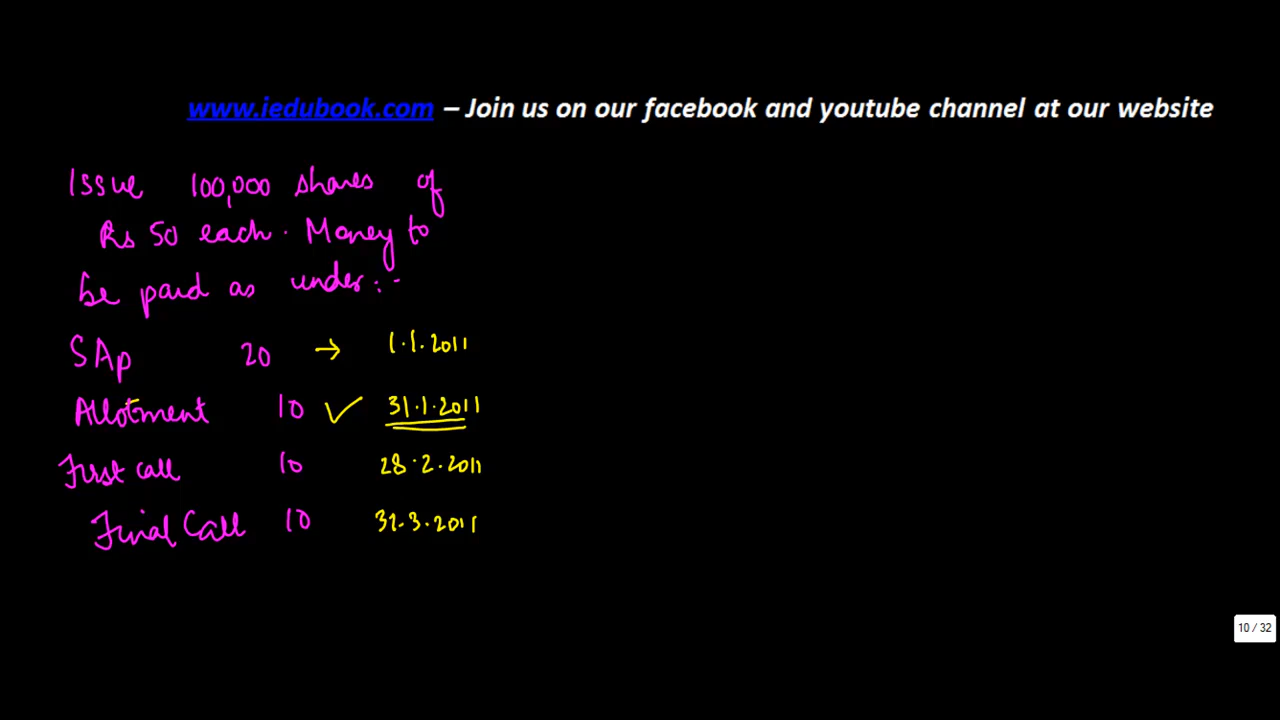 www.iedubook.com – Join us on our facebook and youtube channel at our website
Issue 100,000 shares of
Rs 50 each. Money to
be paid as under:-
SAp 20 → 1.1.2011
Allotment 10 ✓ 31.1.2011
First call 10 28.2.2011
Final Call 10 31.3.2011
10 / 32